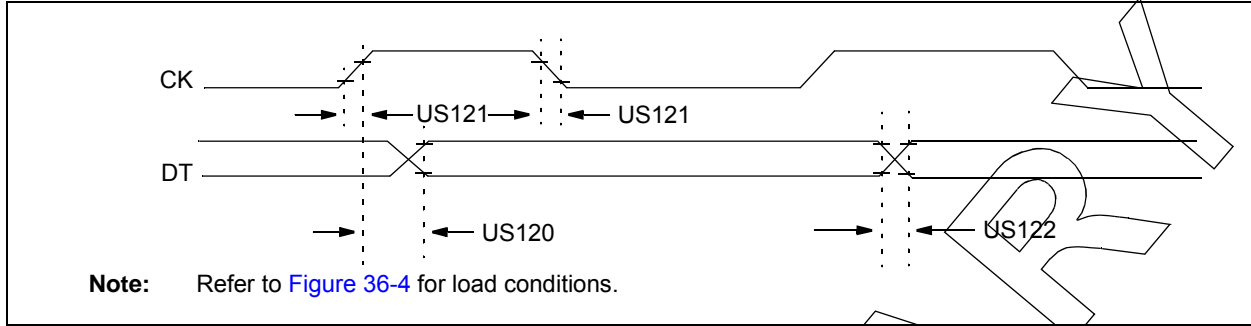 CK
US121 US121
DT
US120 US122
Note: Refer to Figure 36-4 for load conditions.